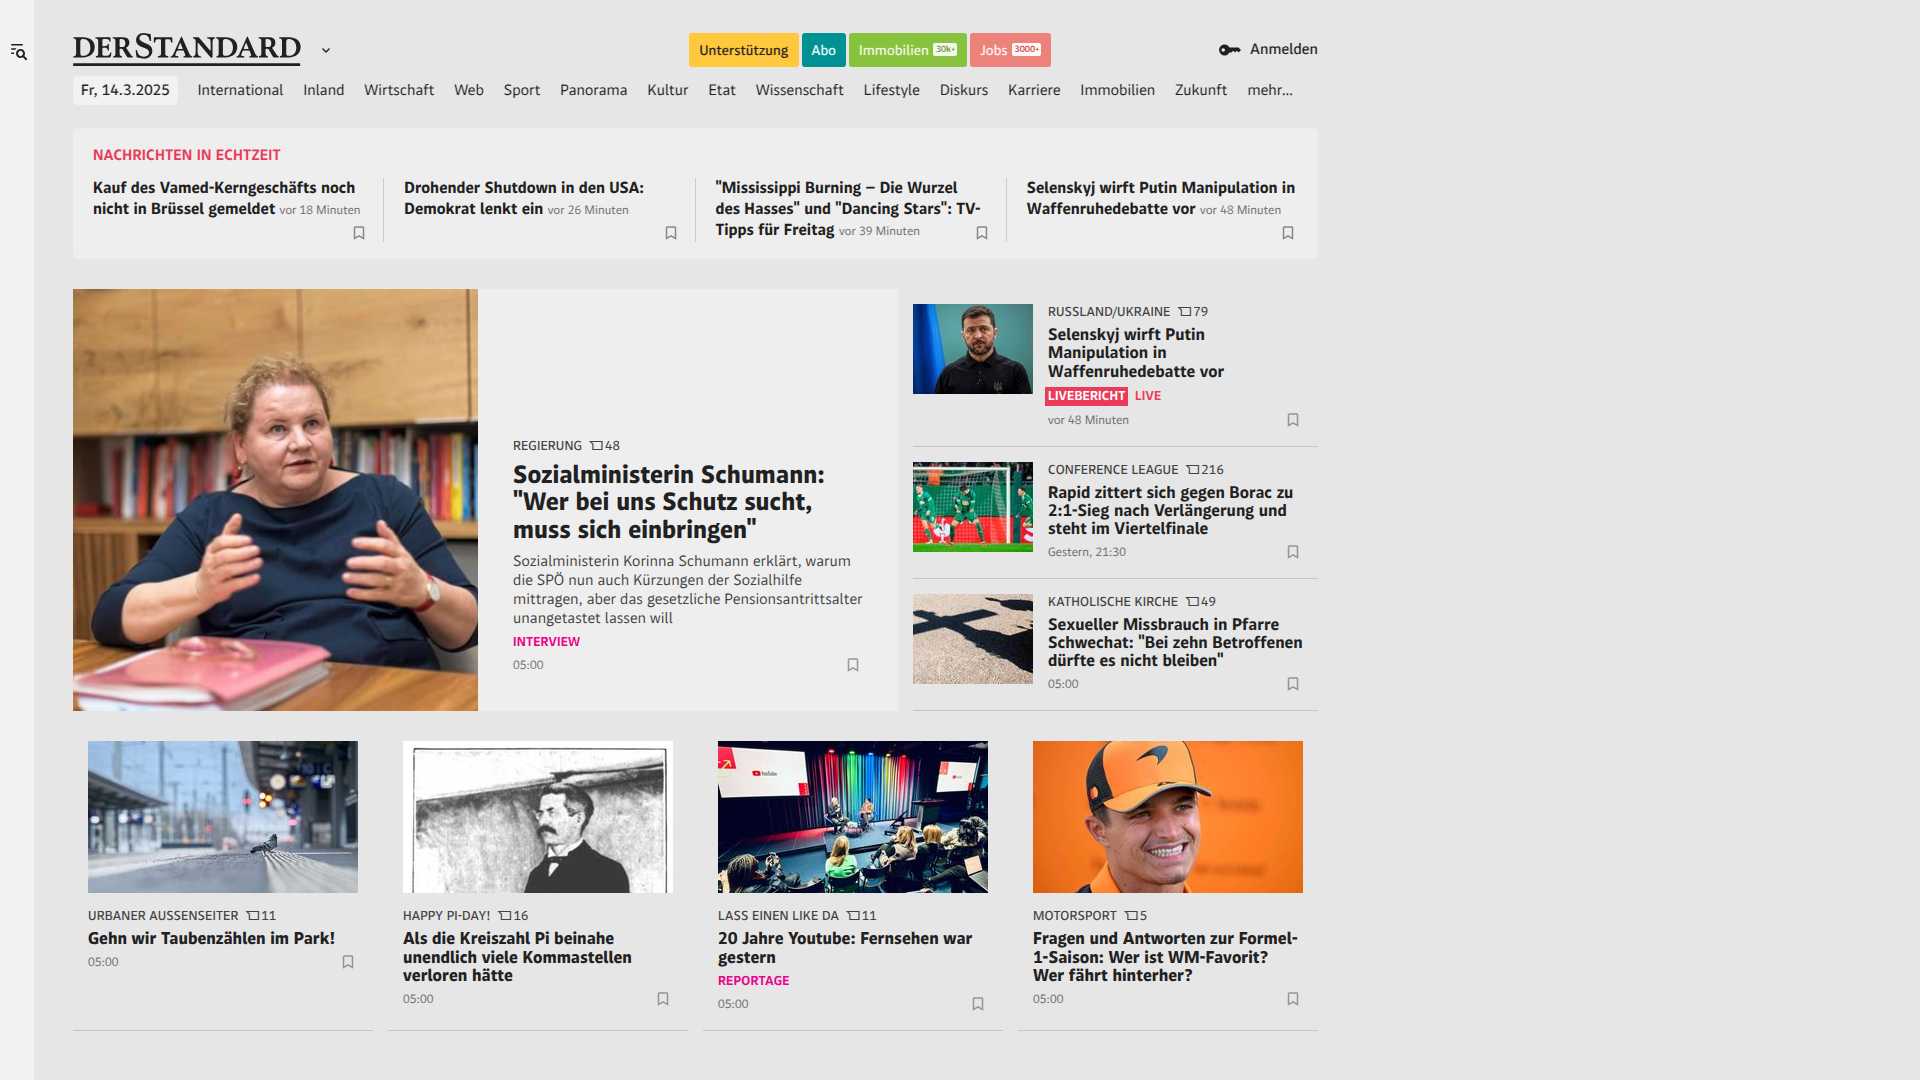 DERSTANDARD
Unterstützung
Abo
Immobilien 30k+
Jobs 3000+
Anmelden
Fr, 14.3.2025
International
Inland
Wirtschaft
Web
Sport
Panorama
Kultur
Etat
Wissenschaft
Lifestyle
Diskurs
Karriere
Immobilien
Zukunft
mehr...
NACHRICHTEN IN ECHTZEIT
Kauf des Vamed-Kerngeschäfts noch
nicht in Brüssel gemeldet vor 18 Minuten
Drohender Shutdown in den USA:
Demokrat lenkt ein vor 26 Minuten
"Mississippi Burning – Die Wurzel
des Hasses" und "Dancing Stars": TV-
Tipps für Freitag vor 39 Minuten
Selenskyj wirft Putin Manipulation in
Waffenruhedebatte vor vor 48 Minuten
REGIERUNG 48
Sozialministerin Schumann:
"Wer bei uns Schutz sucht,
muss sich einbringen"
Sozialministerin Korinna Schumann erklärt, warum
die SPÖ nun auch Kürzungen der Sozialhilfe
mittragen, aber das gesetzliche Pensionsantrittsalter
unangetastet lassen will
INTERVIEW
05:00
RUSSLAND/UKRAINE 79
Selenskyj wirft Putin
Manipulation in
Waffenruhedebatte vor
LIVEBERICHT LIVE
vor 48 Minuten
CONFERENCE LEAGUE 216
Rapid zittert sich gegen Borac zu
2:1-Sieg nach Verlängerung und
steht im Viertelfinale
Gestern, 21:30
KATHOLISCHE KIRCHE 49
Sexueller Missbrauch in Pfarre
Schwechat: "Bei zehn Betroffenen
dürfte es nicht bleiben"
05:00
URBANER AUSSENSEITER 11
Gehn wir Taubenzählen im Park!
05:00
HAPPY PI-DAY! 16
Als die Kreiszahl Pi beinahe
unendlich viele Kommastellen
verloren hätte
05:00
YouTube
LASS EINEN LIKE DA 11
20 Jahre Youtube: Fernsehen war
gestern
REPORTAGE
05:00
MOTORSPORT 5
Fragen und Antworten zur Formel-
1-Saison: Wer ist WM-Favorit?
Wer fährt hinterher?
05:00